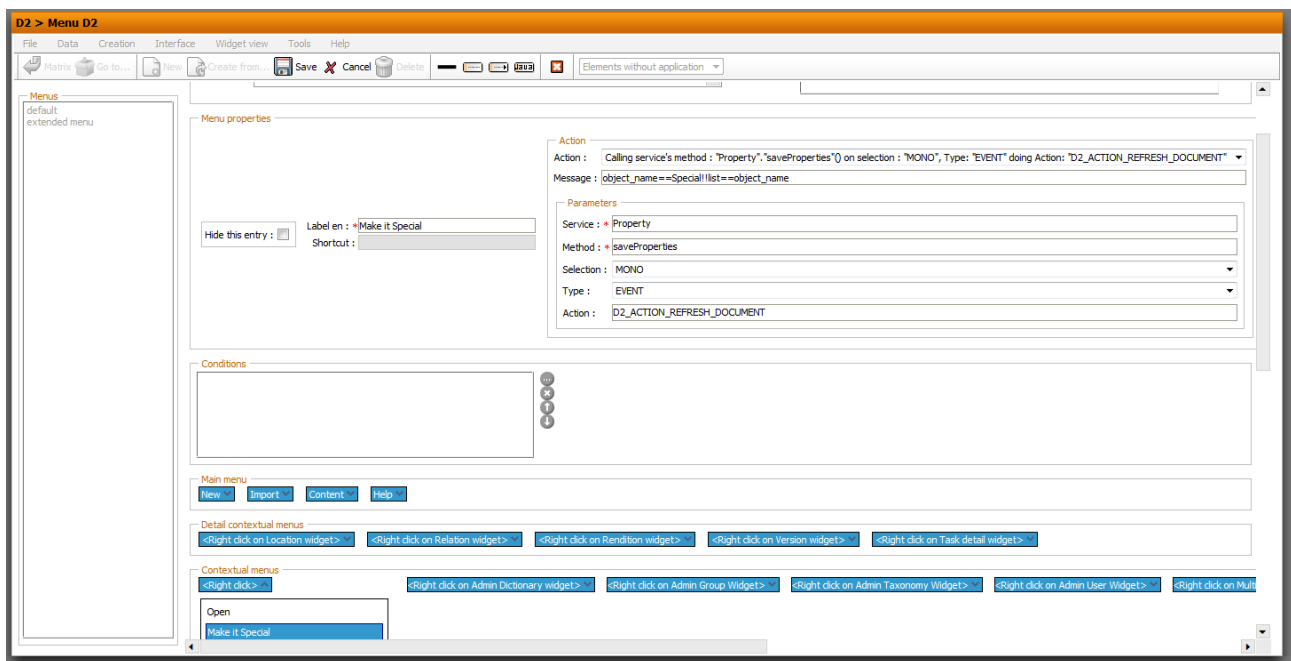 D2 > Menu D2
File Data Creation Interface Widget view Tools Help
Matrix Go to... New Create from... Save Cancel Delete Java Elements without application
Menus
default
extended menu
Menu properties
Action
Action : Calling service's method : "Property"."saveProperties"() on selection : "MONO", Type: "EVENT" doing Action: "D2_ACTION_REFRESH_DOCUMENT"
Message : object_name==Special!!list==object_name
Parameters
Service : * Property
Hide this entry :
Label en : *Make it Special
Shortcut :
Method : * saveProperties
Selection : MONO
Type : EVENT
Action : D2_ACTION_REFRESH_DOCUMENT
Conditions
Main menu
New Import Content Help
Detail contextual menus
<Right click on Location widget> <Right click on Relation widget> <Right click on Rendition widget> <Right click on Version widget> <Right click on Task detail widget>
Contextual menus
<Right click> <Right click on Admin Dictionary widget> <Right click on Admin Group Widget> <Right click on Admin Taxonomy Widget> <Right click on Admin User Widget> <Right click on Multi
Open
Make it Special